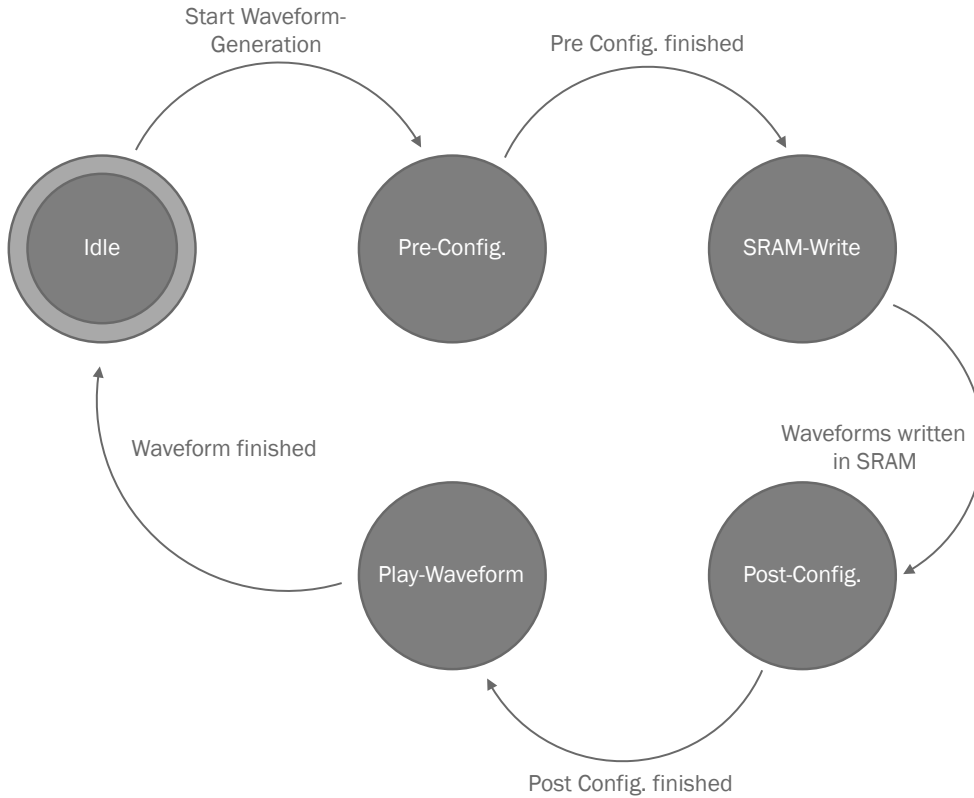 Start Waveform-
Generation
Pre Config. finished
Idle
Pre-Config.
SRAM-Write
Waveform finished
Waveforms written
in SRAM
Play-Waveform
Post-Config.
Post Config. finished